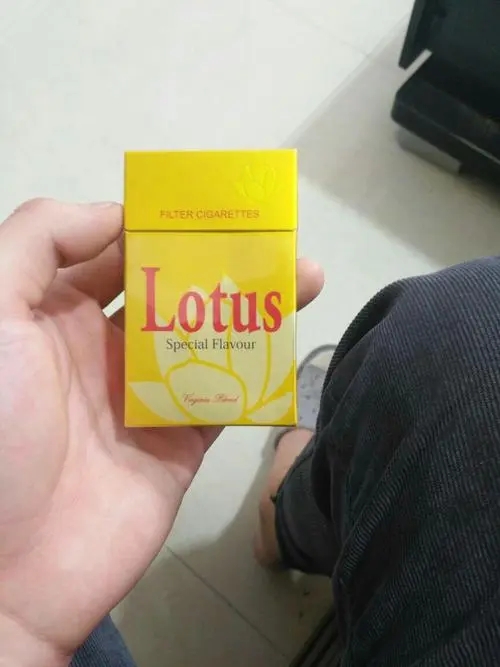 FILTER CIGARETTES
Lotus
Special Flavour
Virginia Blend